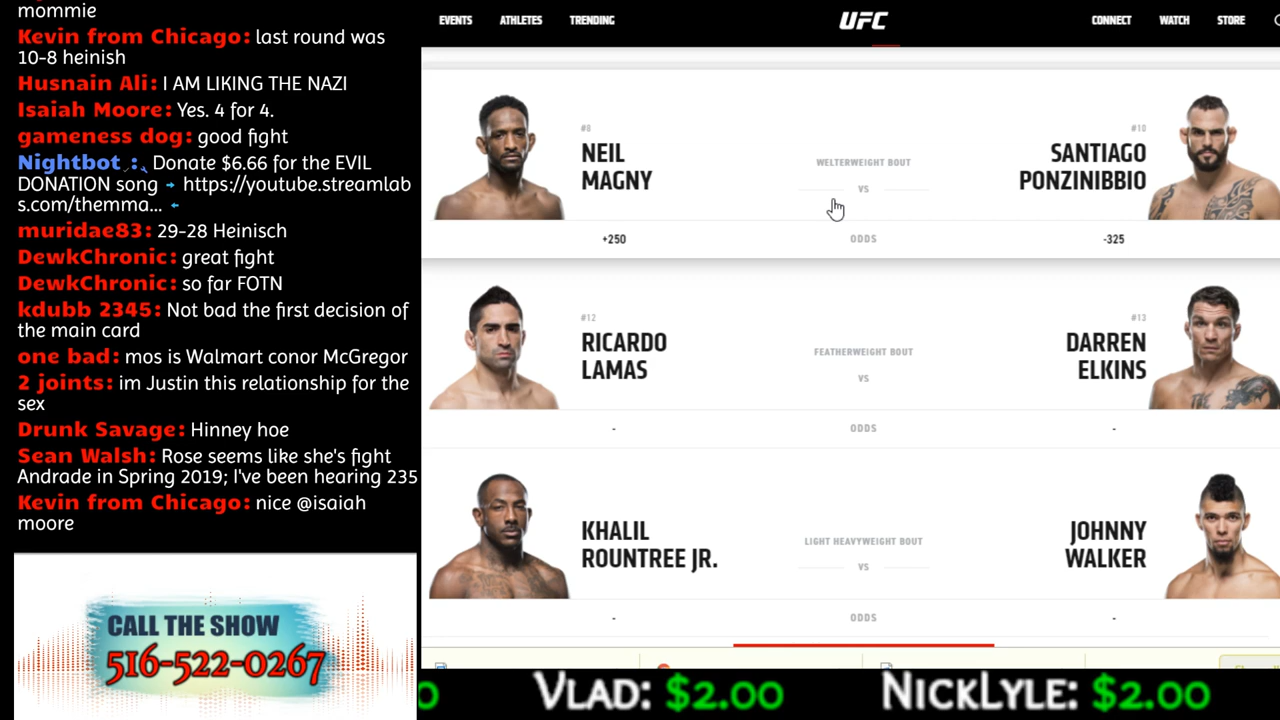 mommie
Kevin from Chicago: last round was
10-8 heinish
Husnain Ali: I AM LIKING THE NAZI
Isaiah Moore: Yes. 4 for 4.
gameness dog: good fight
Nightbot :. Donate $6.66 for the EVIL
DONATION song → https://youtube.streamlab
s.com/themma... ←
muridae83: 29-28 Heinisch
DewkChronic: great fight
DewkChronic: so far FOTN
kdubb 2345: Not bad the first decision of
the main card
one bad: mos is Walmart conor McGregor
2 joints: im Justin this relationship for the
sex
Drunk Savage: Hinney hoe
Sean Walsh: Rose seems like she's fight
Andrade in Spring 2019; I've been hearing 235
Kevin from Chicago: nice @isaiah
moore
CALL THE SHOW
516-522-0267
EVENTS ATHLETES TRENDING UFC CONNECT WATCH STORE
#8 #10
NEIL
MAGNY
WELTERWEIGHT BOUT
VS
SANTIAGO
PONZINIBBIO
+250 ODDS -325
#12 #13
RICARDO
LAMAS
FEATHERWEIGHT BOUT
VS
DARREN
ELKINS
- ODDS -
KHALIL
ROUNTREE JR.
LIGHT HEAVYWEIGHT BOUT
VS
JOHNNY
WALKER
- ODDS -
0 VLAD: $2.00 NICKLYLE: $2.00